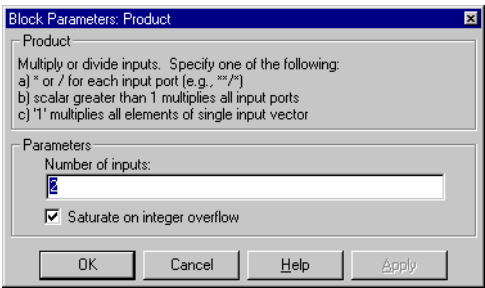 Block Parameters: Product
Product
Multiply or divide inputs.  Specify one of the following:
a) * or / for each input port (e.g., **/*)
b) scalar greater than 1 multiplies all input ports
c) '1' multiplies all elements of single input vector
Parameters
Number of inputs:
2
Saturate on integer overflow
OK Cancel Help Apply